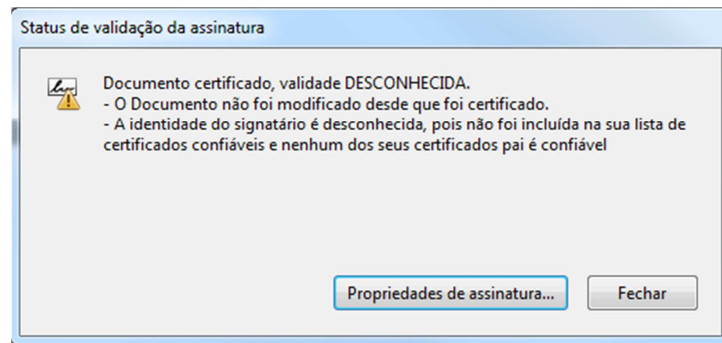 Status de validação da assinatura
Documento certificado, validade DESCONHECIDA.
- O Documento não foi modificado desde que foi certificado.
- A identidade do signatário é desconhecida, pois não foi incluída na sua lista de
certificados confiáveis e nenhum dos seus certificados pai é confiável
Propriedades de assinatura...
Fechar